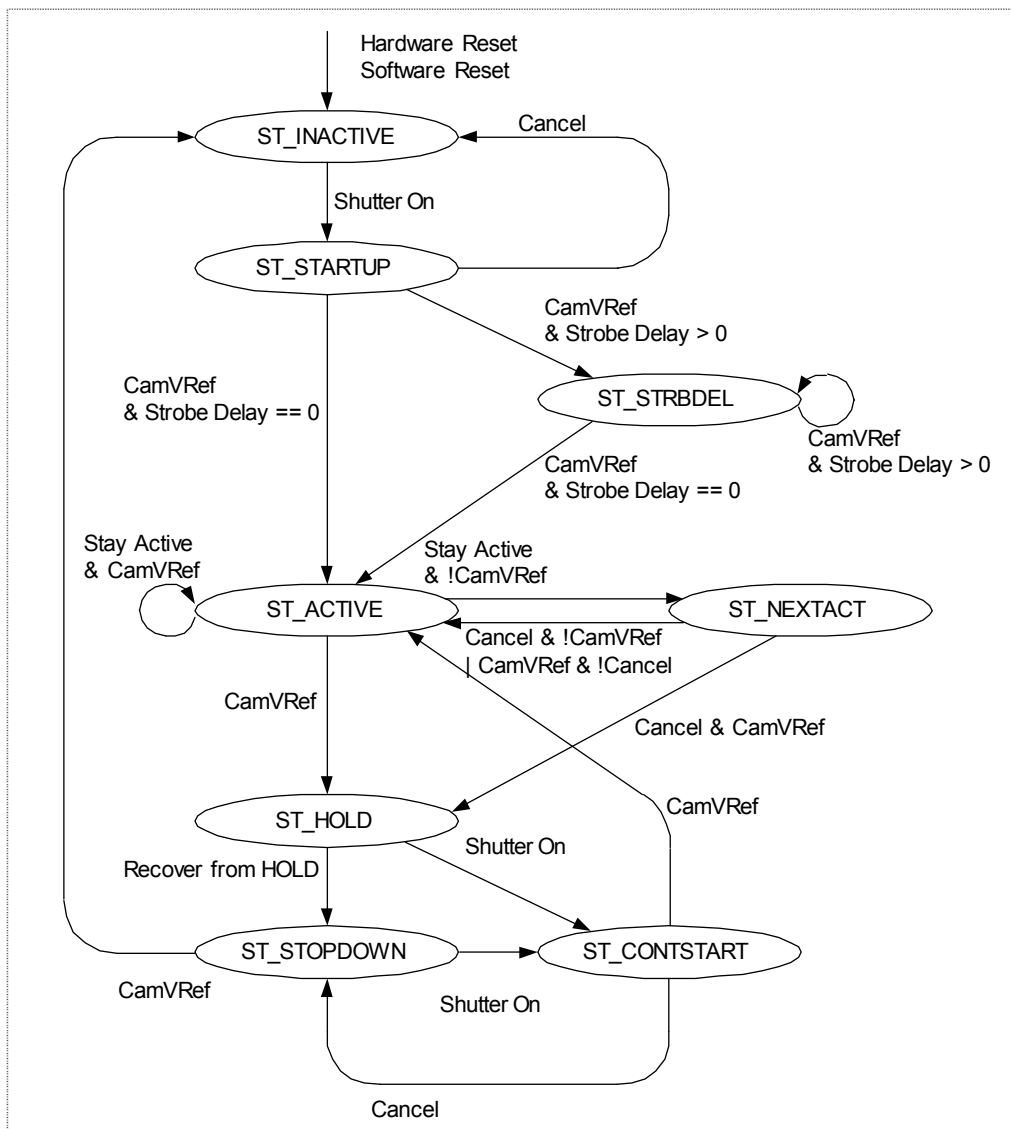 Hardware Reset
Software Reset
ST_INACTIVE
Cancel
Shutter On
ST_STARTUP
CamVRef
& Strobe Delay > 0
CamVRef
& Strobe Delay == 0
ST_STRBDEL
CamVRef
& Strobe Delay > 0
CamVRef
& Strobe Delay == 0
Stay Active
& CamVRef
Stay Active
& !CamVRef
ST_ACTIVE
ST_NEXTACT
Cancel & !CamVRef
| CamVRef & !Cancel
CamVRef
Cancel & CamVRef
CamVRef
ST_HOLD
Shutter On
Recover from HOLD
ST_STOPDOWN
ST_CONTSTART
CamVRef
Shutter On
Cancel